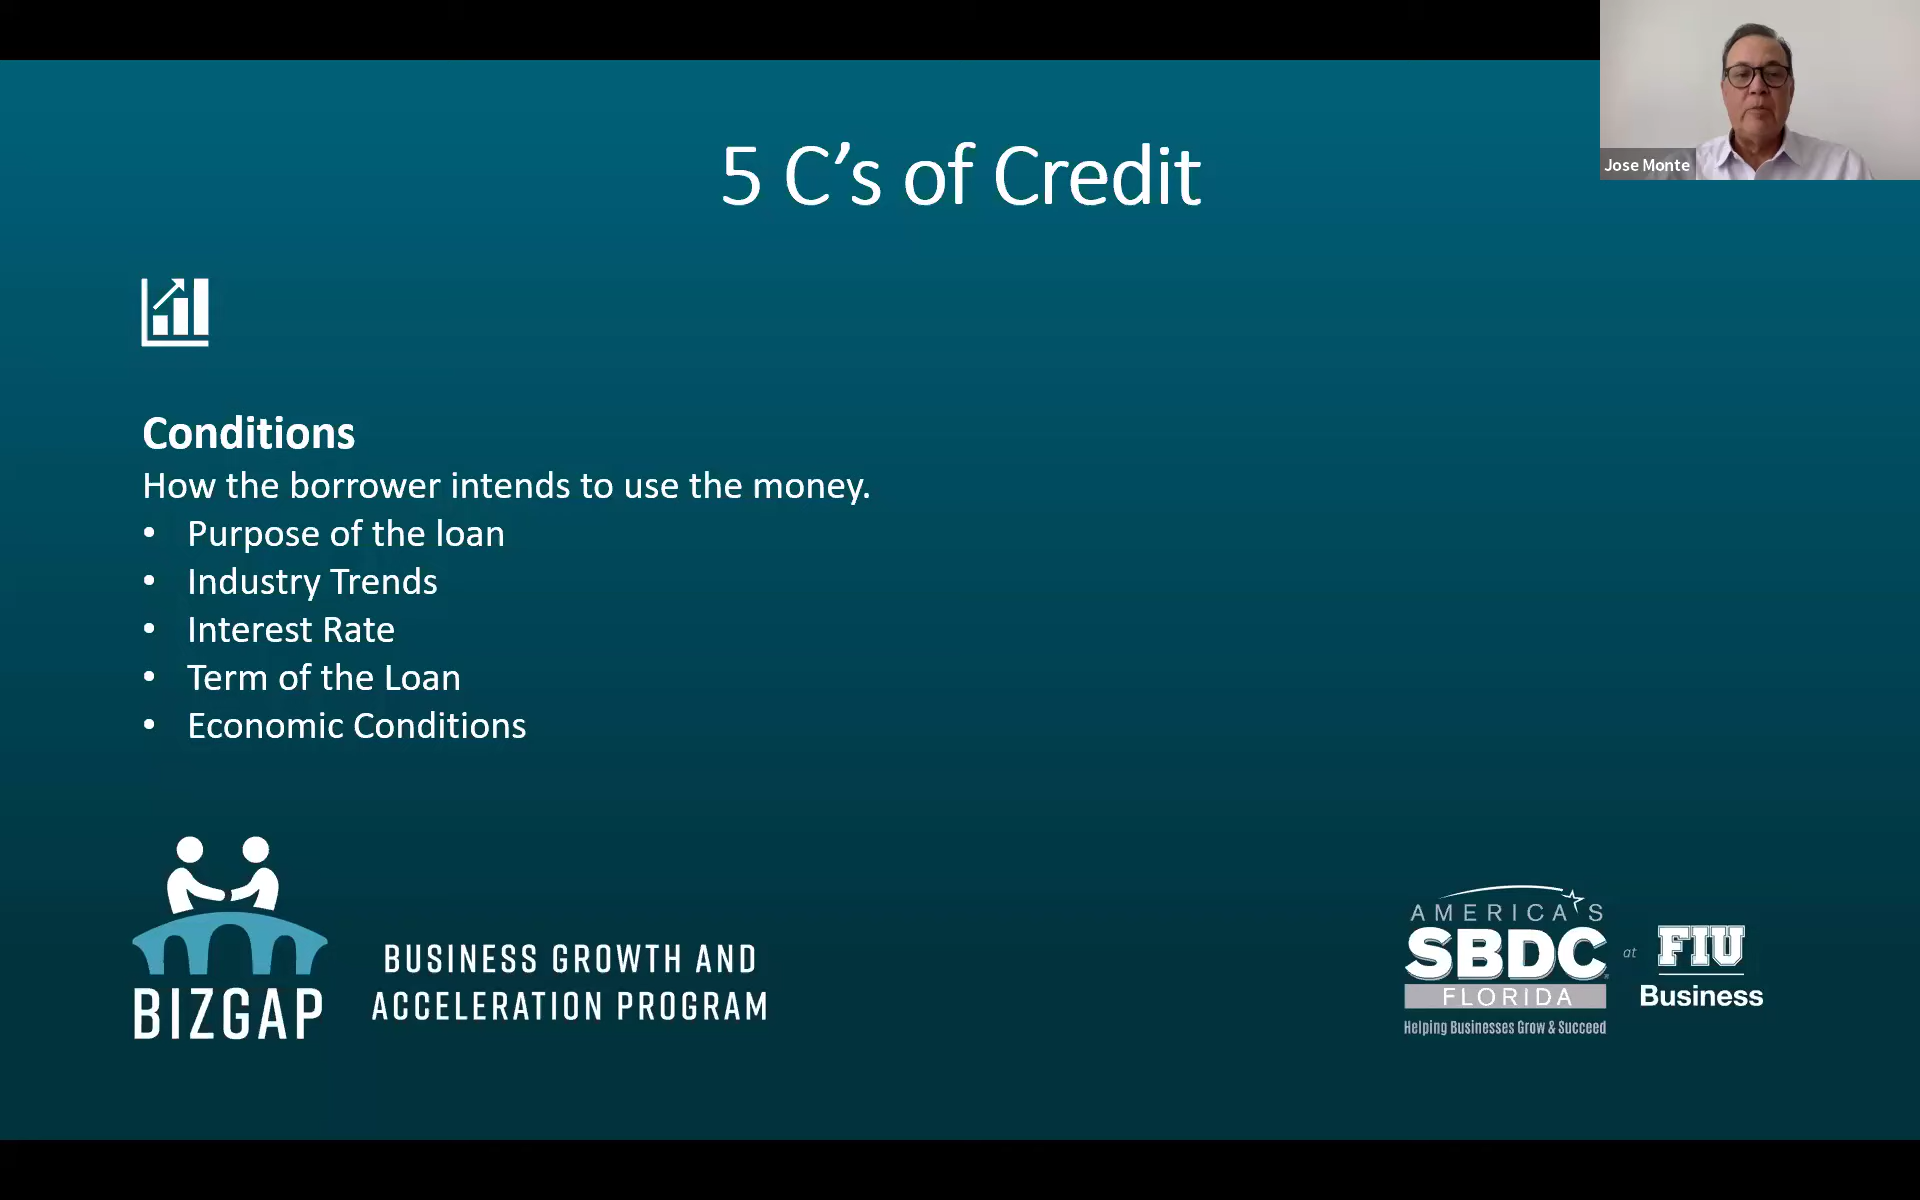 5 C’s of Credit
Jose Monte
Conditions
How the borrower intends to use the money.
• Purpose of the loan
• Industry Trends
• Interest Rate
• Term of the Loan
• Economic Conditions
BIZGAP
BUSINESS GROWTH AND
ACCELERATION PROGRAM
AMERICA'S
SBDC
FLORIDA
Helping Businesses Grow & Succeed
at
FIU
Business